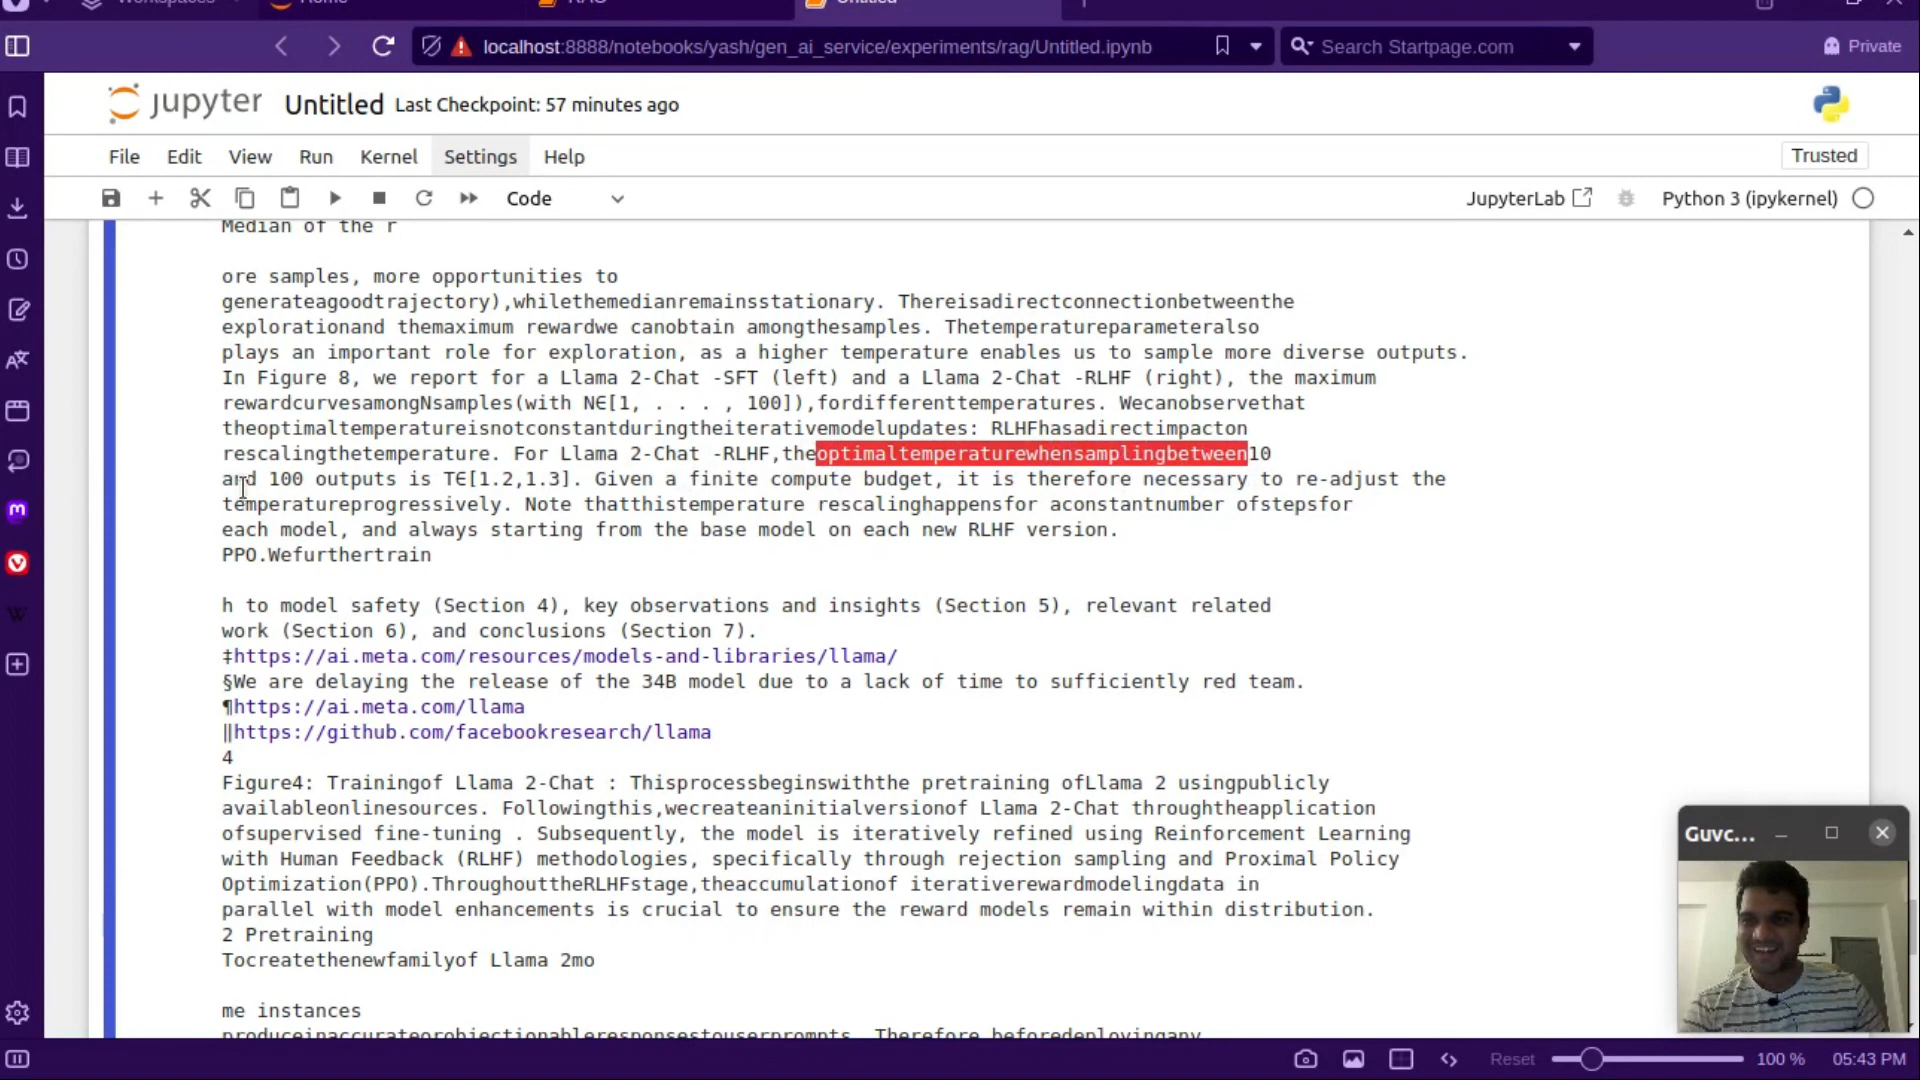 Workspaces
Home
RAG
Untitled
localhost:8888/notebooks/yash/gen_ai_service/experiments/rag/Untitled.ipynb
Search Startpage.com
Private
jupyter
Untitled
Last Checkpoint: 57 minutes ago
File
Edit
View
Run
Kernel
Settings
Help
Trusted
Code
JupyterLab
Python 3 (ipykernel)
Median of the r
ore samples, more opportunities to
generateagoodtrajectory),whilethemedianremainsstationary. Thereisadirectconnectionbetweenthe
explorationand themaximum rewardwe canobtain amongthesamples. Thetemperatureparameteralso
plays an important role for exploration, as a higher temperature enables us to sample more diverse outputs.
In Figure 8, we report for a Llama 2-Chat -SFT (left) and a Llama 2-Chat -RLHF (right), the maximum
rewardcurvesamongNsamples(with N∈[1, . . . , 100]),fordifferenttemperatures. Wecanobservethat
theoptimaltemperatureisnotconstantduringtheiterativemodelupdates: RLHFhasadirectimpacton
rescalingthetemperature. For Llama 2-Chat -RLHF,theoptimaltemperaturewhensamplingbetween10
and 100 outputs is T∈[1.2,1.3]. Given a finite compute budget, it is therefore necessary to re-adjust the
temperatureprogressively. Note thatthistemperature rescalinghappensfor aconstantnumber ofstepsfor
each model, and always starting from the base model on each new RLHF version.
PPO.Wefurthertrain
h to model safety (Section 4), key observations and insights (Section 5), relevant related
work (Section 6), and conclusions (Section 7).
‡https://ai.meta.com/resources/models-and-libraries/llama/
§We are delaying the release of the 34B model due to a lack of time to sufficiently red team.
¶https://ai.meta.com/llama
‖https://github.com/facebookresearch/llama
4
Figure4: Trainingof Llama 2-Chat : Thisprocessbeginswiththe pretraining ofLlama 2 usingpublicly
availableonlinesources. Followingthis,wecreateaninitialversionof Llama 2-Chat throughtheapplication
ofsupervised fine-tuning . Subsequently, the model is iteratively refined using Reinforcement Learning
with Human Feedback (RLHF) methodologies, specifically through rejection sampling and Proximal Policy
Optimization(PPO).ThroughouttheRLHFstage,theaccumulationof iterativerewardmodelingdata in
parallel with model enhancements is crucial to ensure the reward models remain within distribution.
2 Pretraining
Tocreatethenewfamilyof Llama 2mo
me instances
produceinaccurateorobjectionableresponsestouserprompts. Therefore,beforedeployingany
Guvc...
Reset
100 %
05:43 PM